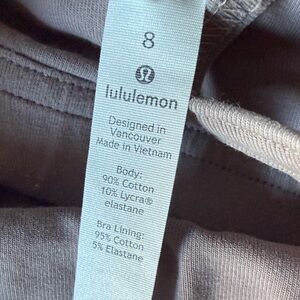 8
lululemon
Designed in
Vancouver
Made in Vietnam
Body:
90% Cotton
10% Lycra®
elastane
Bra Lining:
95% Cotton
5% Elastane